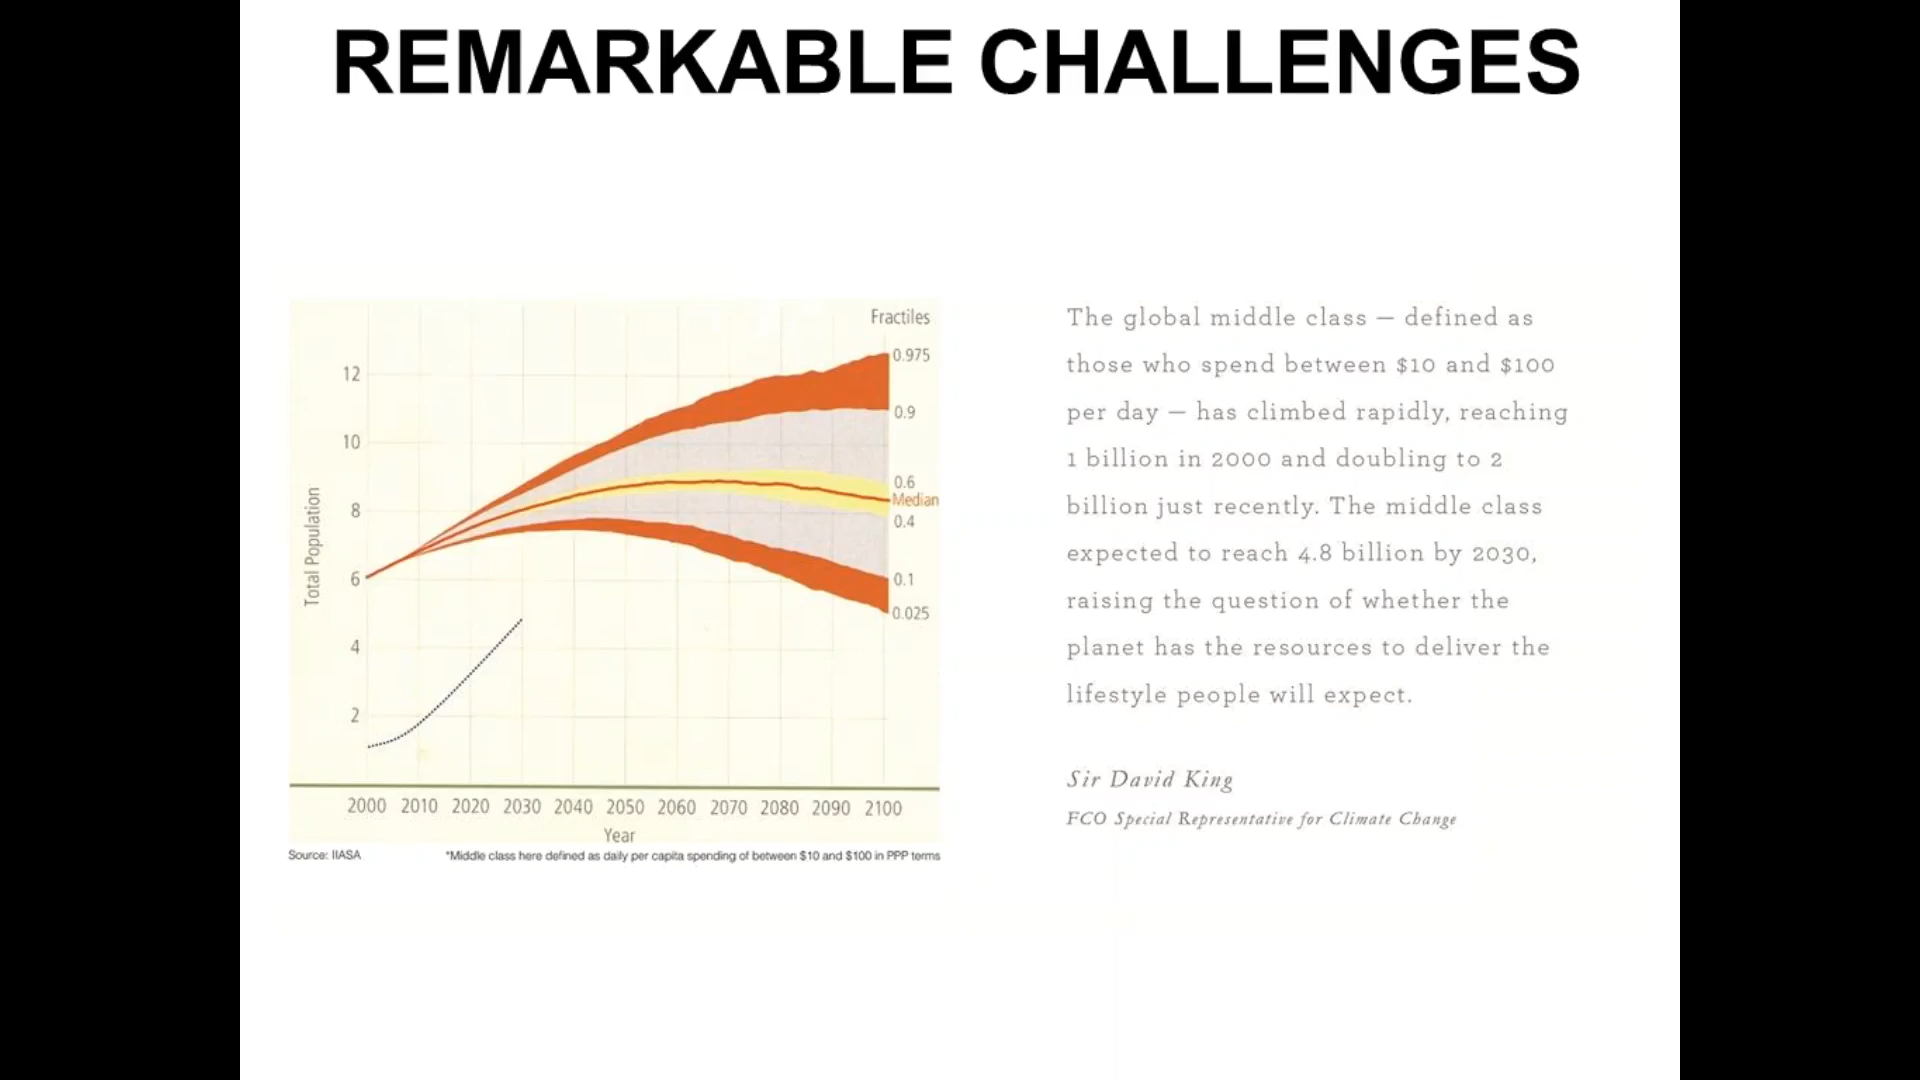 REMARKABLE CHALLENGES
Fractiles
0.975
12
0.9
10
0.6
Median
8
0.4
Total Population
6
0.1
0.025
4
2
2000 2010 2020 2030 2040 2050 2060 2070 2080 2090 2100
Year
Source: IIASA
*Middle class here defined as daily per capita spending of between $10 and $100 in PPP terms
The global middle class — defined as
those who spend between $10 and $100
per day — has climbed rapidly, reaching
1 billion in 2000 and doubling to 2
billion just recently. The middle class
expected to reach 4.8 billion by 2030,
raising the question of whether the
planet has the resources to deliver the
lifestyle people will expect.
Sir David King
FCO Special Representative for Climate Change